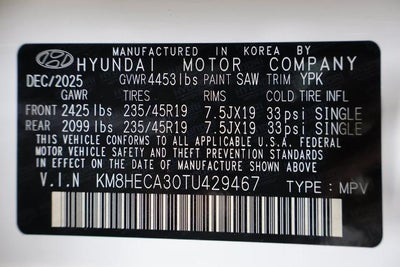 MANUFACTURED IN KOREA BY
HYUNDAI MOTOR COMPANY
DEC/2025 GVWR 4453 lbs PAINT SAW TRIM YPK
GAWR TIRES RIMS COLD TIRE INFL
FRONT 2425 lbs 235/45R19 7.5JX19 33psi SINGLE
REAR 2099 lbs 235/45R19 7.5JX19 33psi SINGLE
THIS VEHICLE CONFORMS TO ALL APPLICABLE U.S.A. FEDERAL
MOTOR VEHICLE SAFETY AND THEFT PREVENTION STANDARDS
IN EFFECT ON THE DATE OF MANUFACTURE SHOWN ABOVE.
V.I.N KM8HECA30TU429467 TYPE : MPV